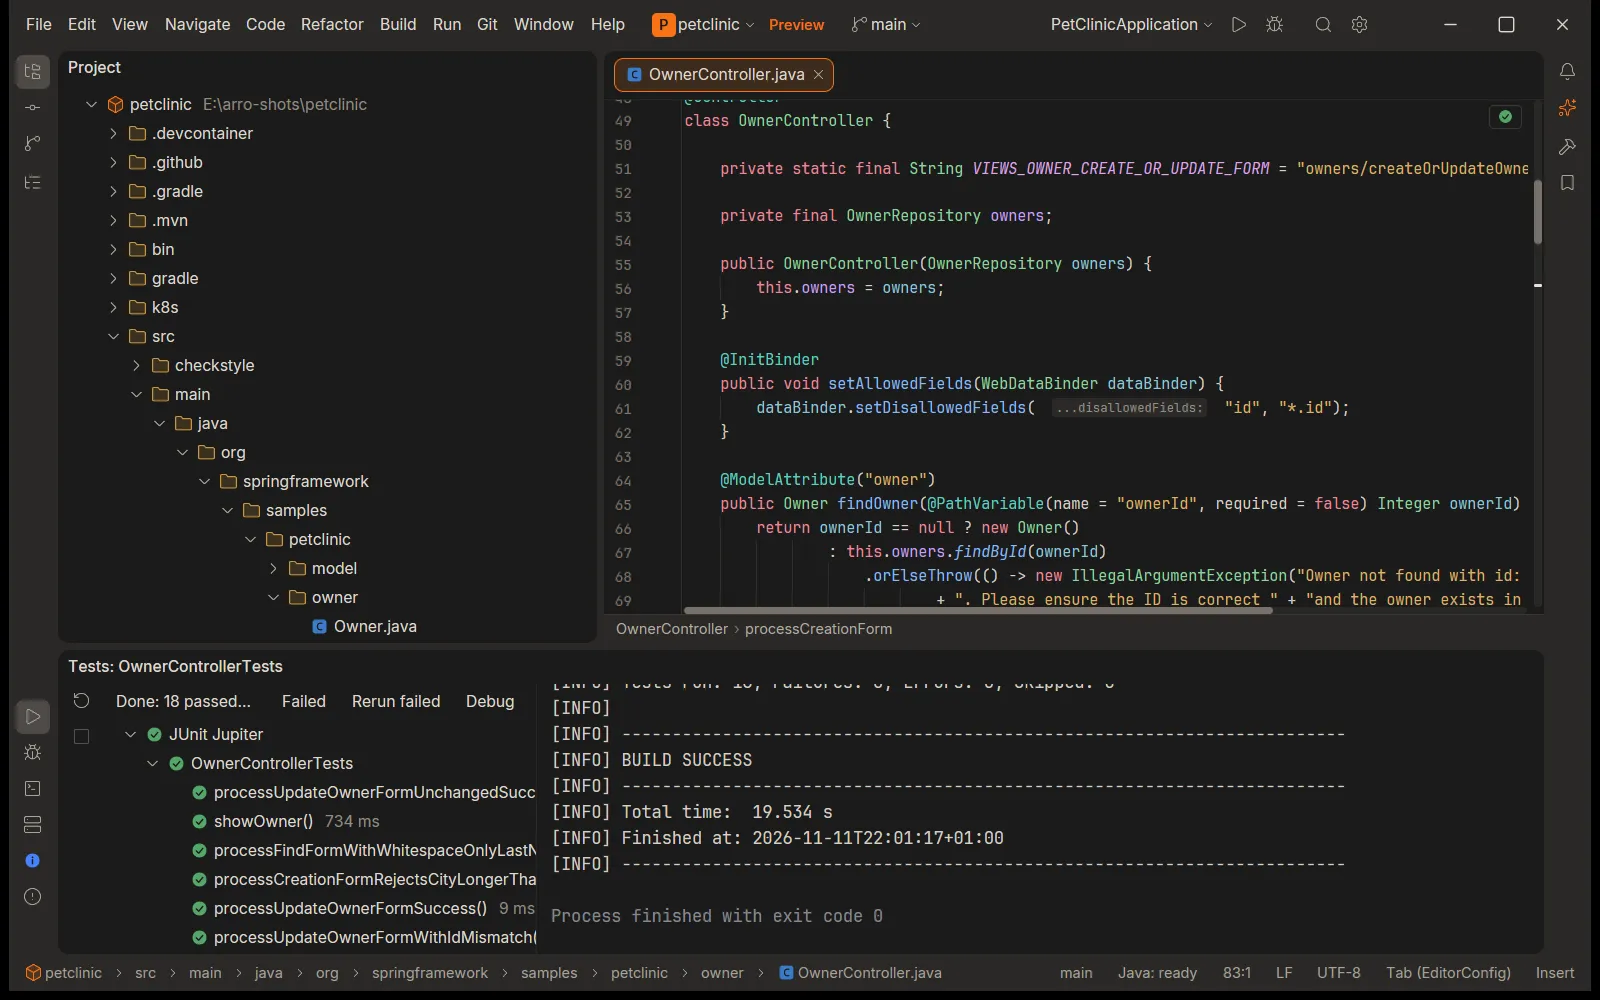 File Edit View Navigate Code Refactor Build Run Git Window Help P petclinic Preview main PetClinicApplication
Project
petclinic E:\arro-shots\petclinic
.devcontainer
.github
.gradle
.mvn
bin
gradle
k8s
src
checkstyle
main
java
org
springframework
samples
petclinic
model
owner
C Owner.java
C OwnerController.java
49 class OwnerController {
50
51 private static final String VIEWS_OWNER_CREATE_OR_UPDATE_FORM = "owners/createOrUpdateOwne
52
53 private final OwnerRepository owners;
54
55 public OwnerController(OwnerRepository owners) {
56 this.owners = owners;
57 }
58
59 @InitBinder
60 public void setAllowedFields(WebDataBinder dataBinder) {
61 dataBinder.setDisallowedFields( ...disallowedFields: "id", "*.id");
62 }
63
64 @ModelAttribute("owner")
65 public Owner findOwner(@PathVariable(name = "ownerId", required = false) Integer ownerId)
66 return ownerId == null ? new Owner()
67 : this.owners.findById(ownerId)
68 .orElseThrow(() -> new IllegalArgumentException("Owner not found with id:
69 + ". Please ensure the ID is correct " + "and the owner exists in
OwnerController › processCreationForm
Tests: OwnerControllerTests
Done: 18 passed... Failed Rerun failed Debug
JUnit Jupiter
OwnerControllerTests
processUpdateOwnerFormUnchangedSucc
showOwner() 734 ms
processFindFormWithWhitespaceOnlyLastN
processCreationFormRejectsCityLongerTha
processUpdateOwnerFormSuccess() 9 ms
processUpdateOwnerFormWithIdMismatch(
[INFO]
[INFO] ------------------------------------------------------------------------
[INFO] BUILD SUCCESS
[INFO] ------------------------------------------------------------------------
[INFO] Total time:  19.534 s
[INFO] Finished at: 2026-11-11T22:01:17+01:00
[INFO] ------------------------------------------------------------------------
Process finished with exit code 0
petclinic › src › main › java › org › springframework › samples › petclinic › owner › C OwnerController.java main Java: ready 83:1 LF UTF-8 Tab (EditorConfig) Insert